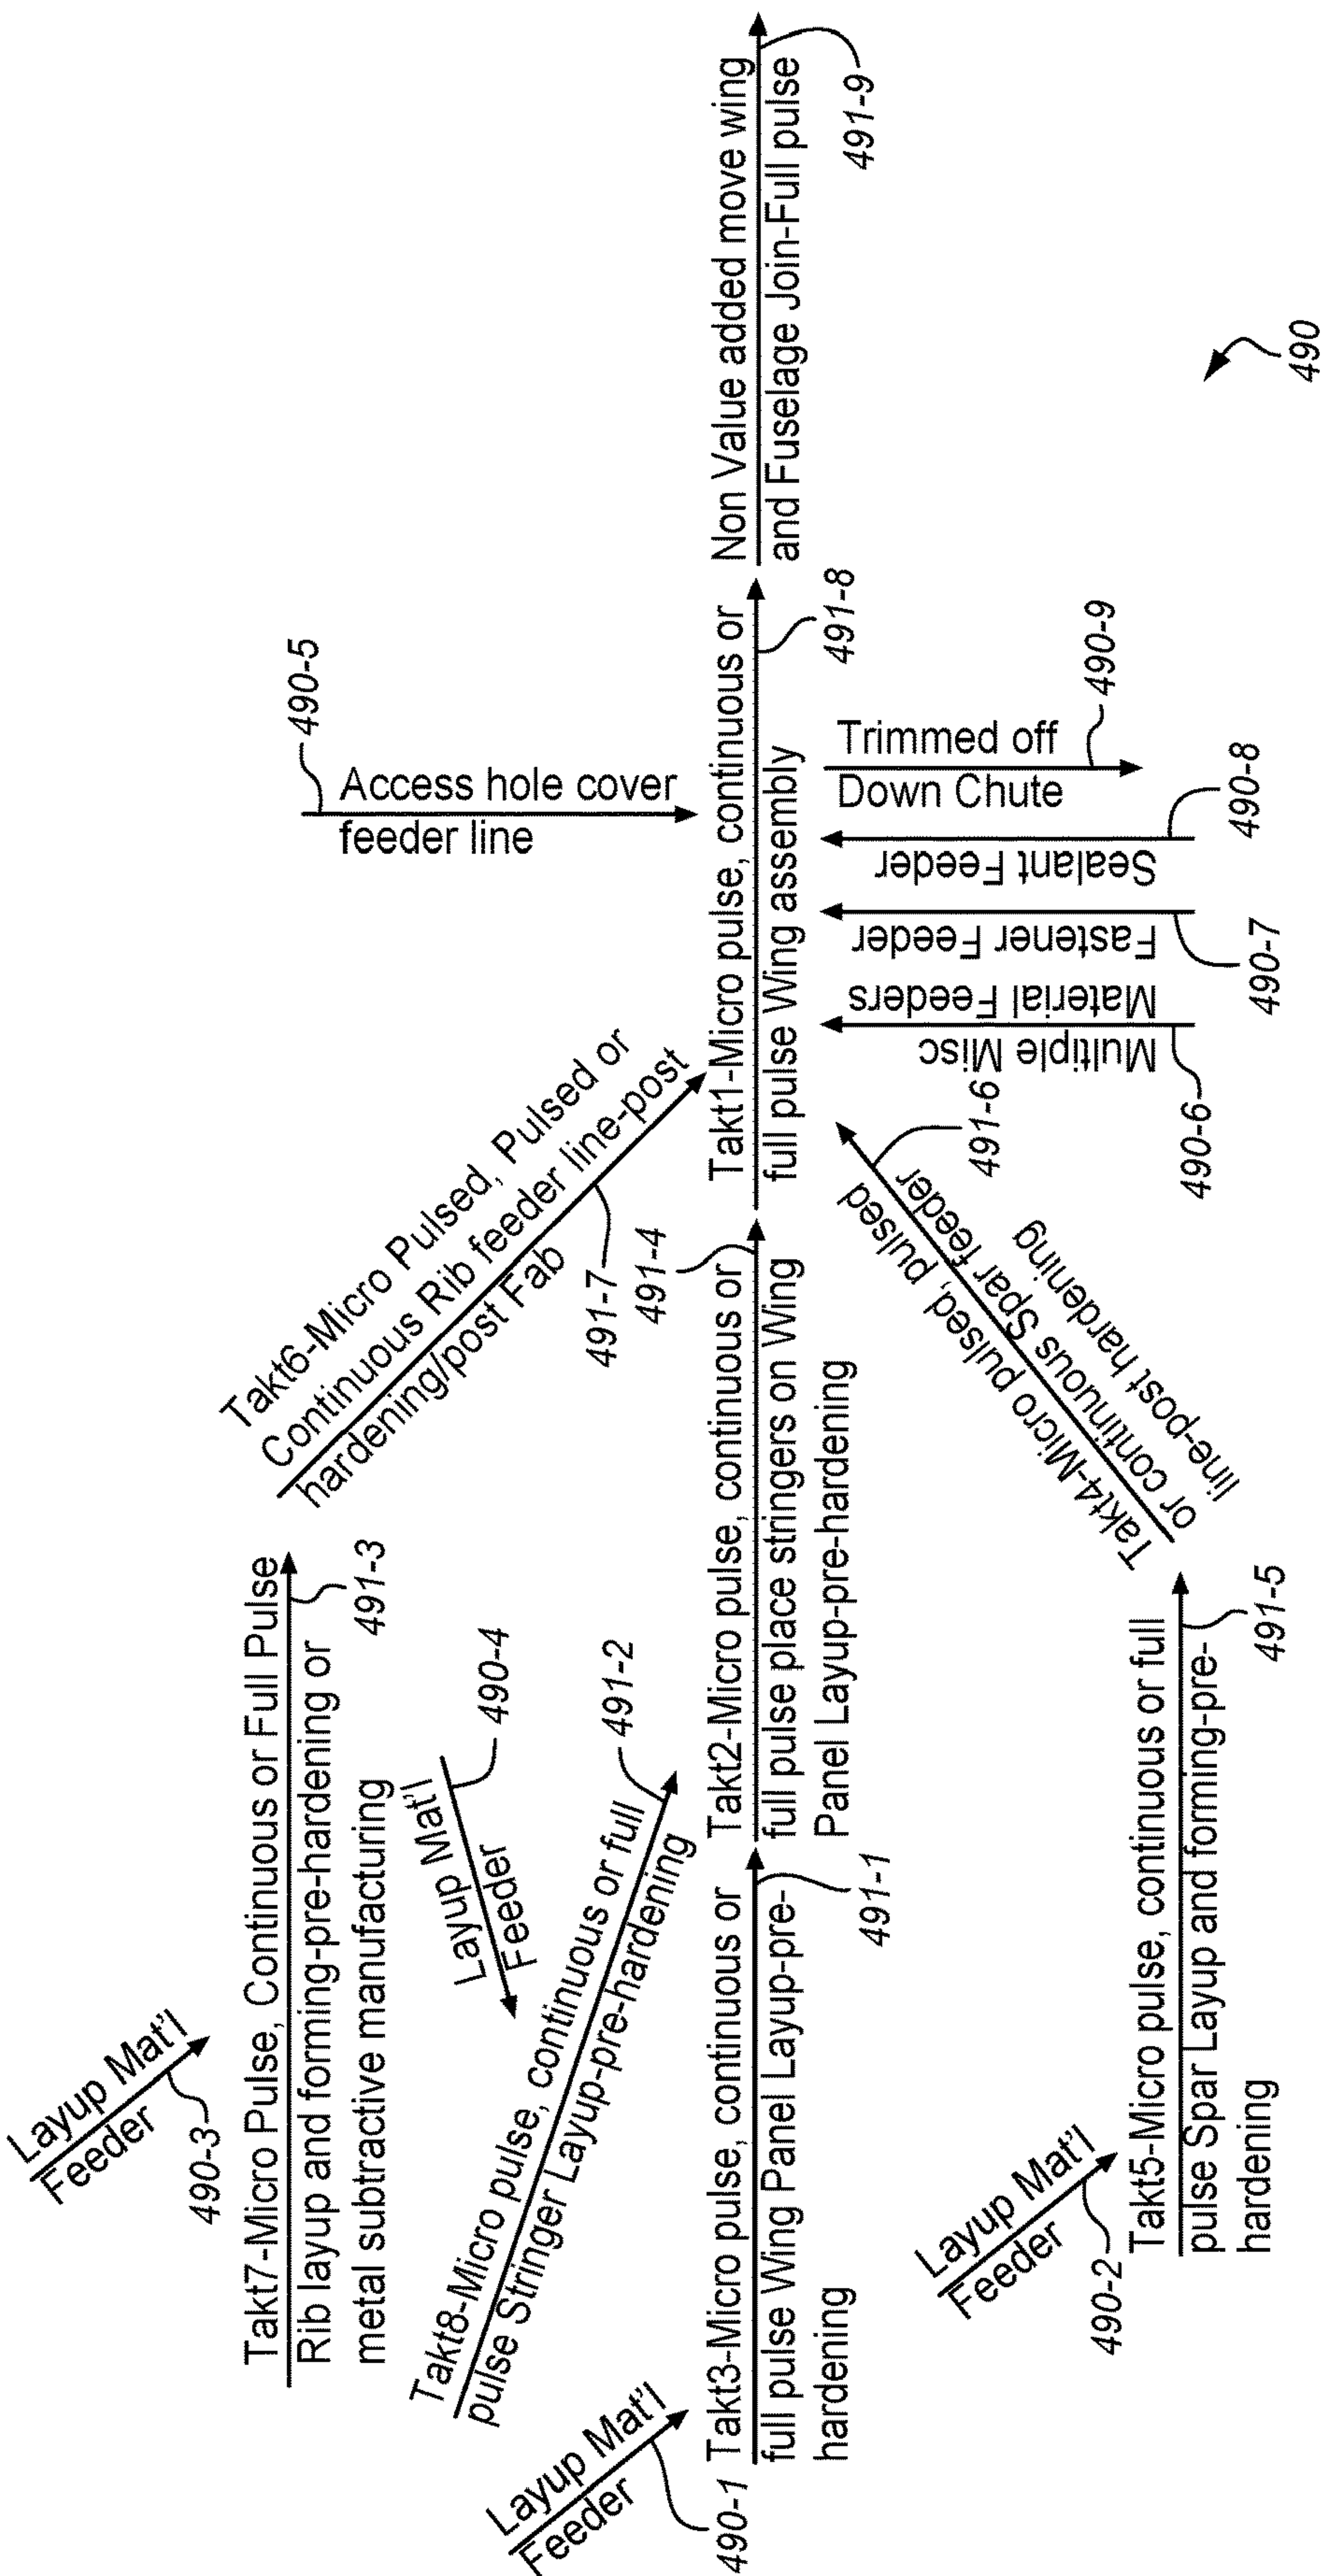 Layup Mat'l
Feeder
490-3
Takt7-Micro Pulse, Continuous or Full Pulse
Rib layup and forming-pre-hardening or
metal subtractive manufacturing
491-3
Takt6-Micro Pulsed, Pulsed or
Continuous Rib feeder line-post
hardening/post Fab
491-7
Access hole cover
feeder line
490-5
Layup Mat'l
Feeder
490-4
Takt8-Micro pulse, continuous or full
pulse Stringer Layup-pre-hardening
491-2
Layup Mat'l
Feeder
490-1
Takt3-Micro pulse, continuous or
full pulse Wing Panel Layup-pre-
hardening
491-1
Takt2-Micro pulse, continuous or
full pulse place stringers on Wing
Panel Layup-pre-hardening
491-4
Takt1-Micro pulse, continuous or
full pulse Wing assembly
491-8
Non Value added move wing
and Fuselage Join-Full pulse
491-9
Layup Mat'l
Feeder
490-2
Takt5-Micro pulse, continuous or full
pulse Spar Layup and forming-pre-
hardening
491-5
Takt4-Micro pulsed, pulsed
or continuous Spar feeder
line-post hardening
491-6
Multiple Misc
Material Feeders
490-6
Fastener Feeder
490-7
Sealant Feeder
490-8
Trimmed off
Down Chute
490-9
490